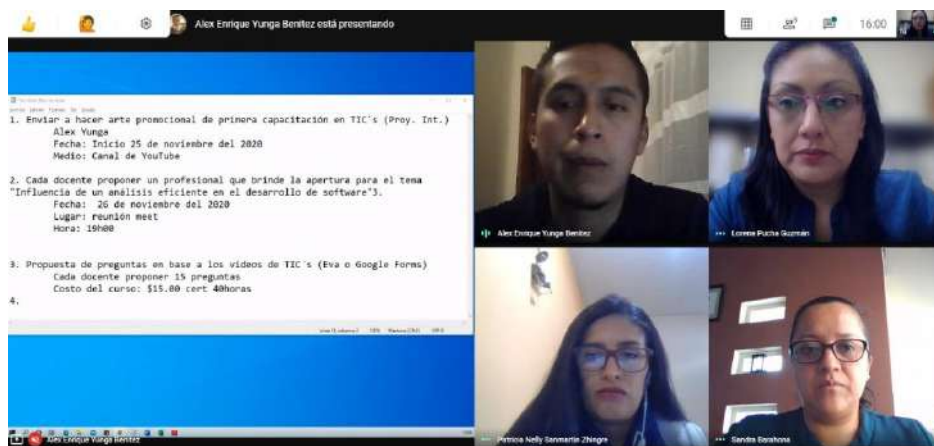 Alex Enrique Yunga Benitez está presentando
16:00
1. Enviar a hacer arte promocional de primera capacitación en TIC´s (Proy. Int.)
Alex Yunga
Fecha: Inicio 25 de noviembre del 2020
Medio: Canal de YouTube
2. Cada docente proponer un profesional que brinde la apertura para el tema
"Influencia de un análisis eficiente en el desarrollo de software"3.
Fecha: 26 de noviembre del 2020
Lugar: reunión meet
Hora: 19h00
3. Propuesta de preguntas en base a los videos de TIC´s (Eva o Google Forms)
Cada docente proponer 15 preguntas
Costo del curso: $15.00 cert 40horas
4.
Alex Enrique Yunga Benitez
Lorena Pucha Guzmán
Alex Enrique Yunga Benitez
Patricia Nelly Sanmartin Zhingre
Sandra Barahona